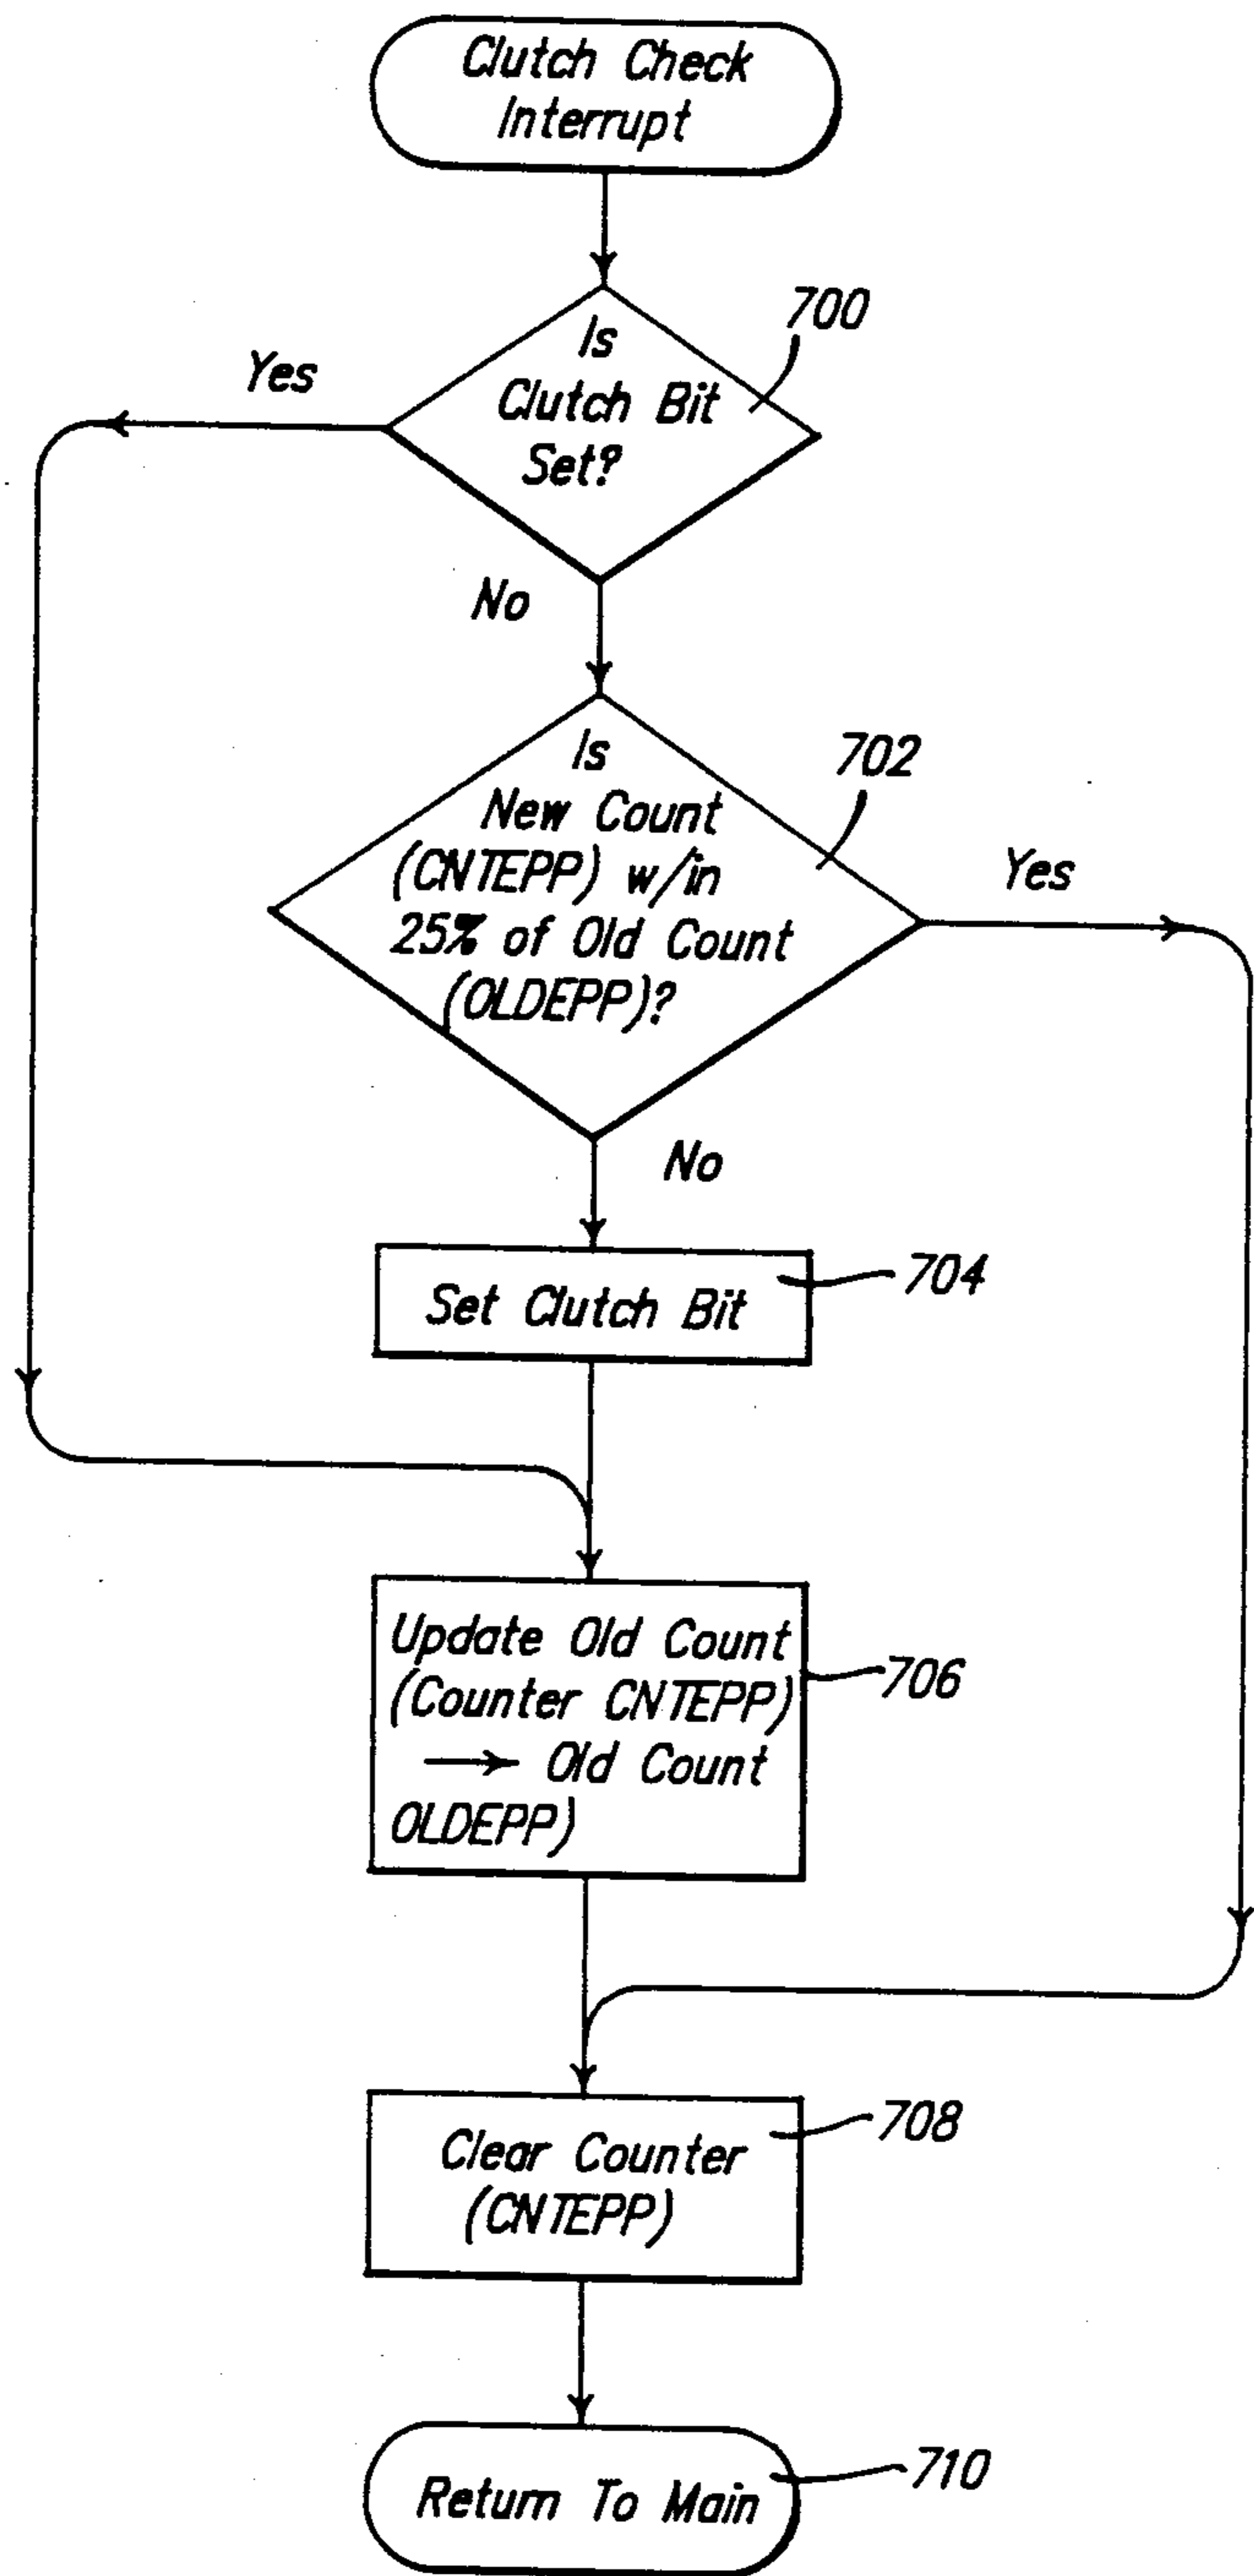 Clutch Check
Interrupt
700
Is
Clutch Bit
Set?
Yes
No
702
Is
New Count
(CNTEPP) w/in
25% of Old Count
(OLDEPP)?
Yes
No
Set Clutch Bit
704
Update Old Count
(Counter CNTEPP)
→ Old Count
OLDEPP)
706
Clear Counter
(CNTEPP)
708
Return To Main
710